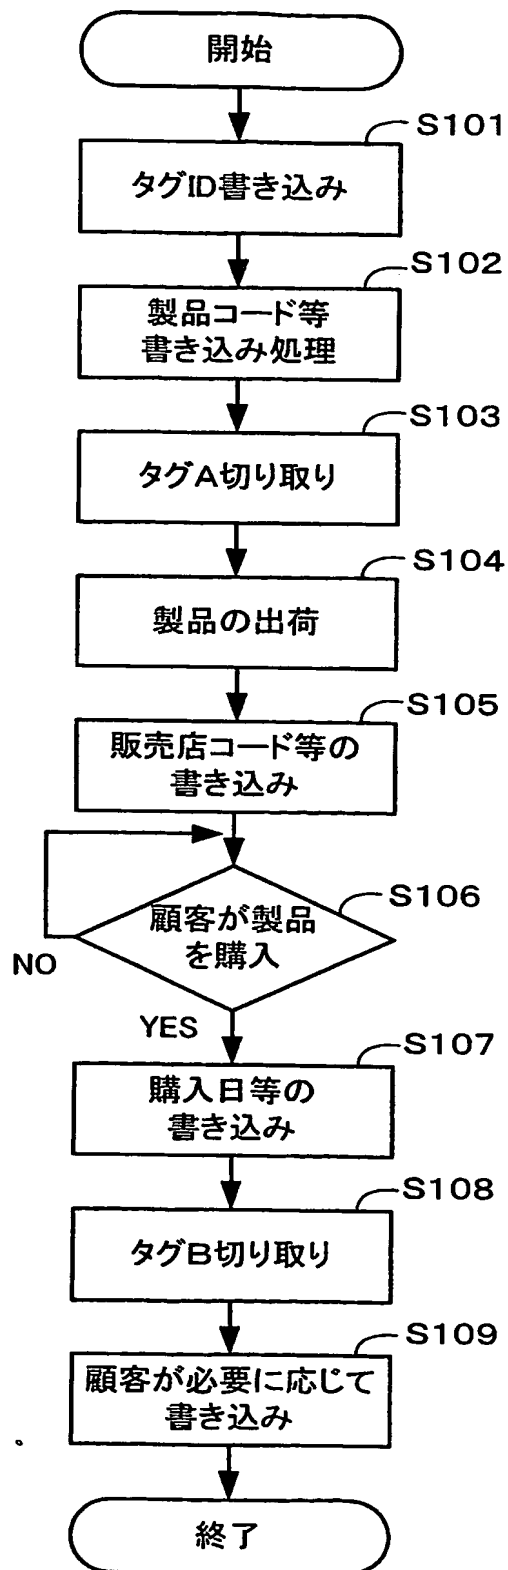 開始
S101
タグID書き込み
S102
製品コード等
書き込み処理
S103
タグA切り取り
S104
製品の出荷
S105
販売店コード等の
書き込み
S106
顧客が製品
を購入
NO
YES
S107
購入日等の
書き込み
S108
タグB切り取り
S109
顧客が必要に応じて
書き込み
終了